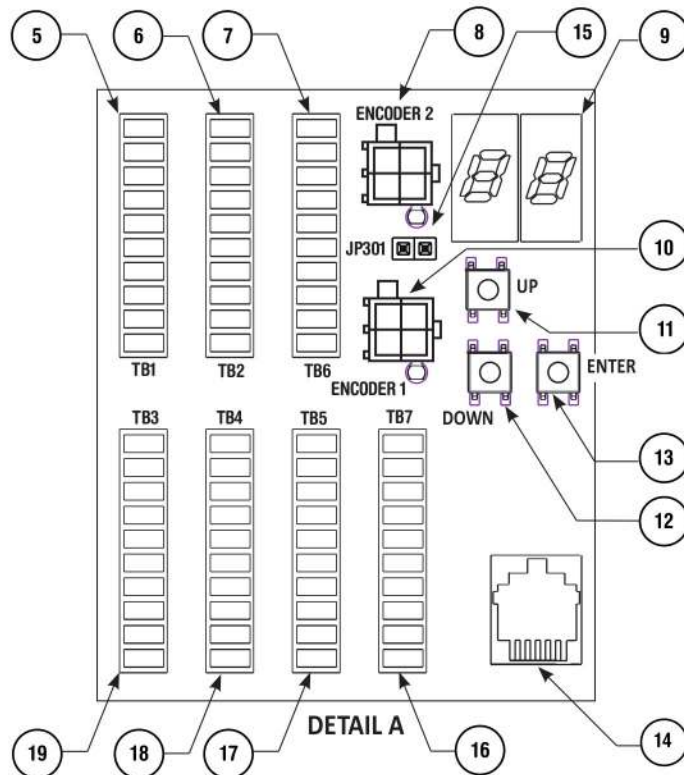 5
6
7
8
15
9
ENCODER 2
JP301
10
UP
11
TB1
TB2
TB6
ENCODER 1
ENTER
TB3
TB4
TB5
TB7
DOWN
13
12
DETAIL A
19
18
17
16
14